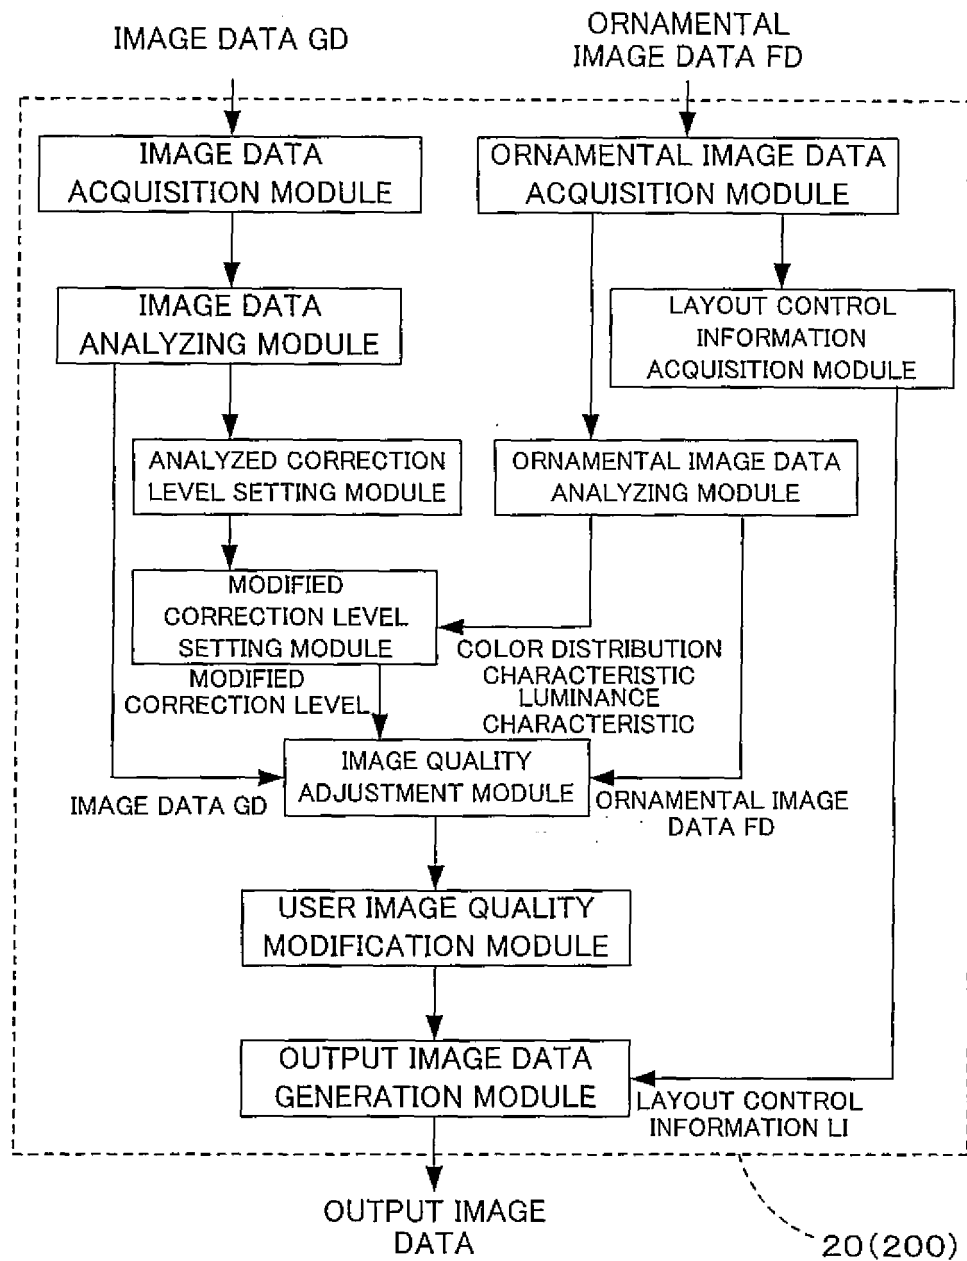 IMAGE DATA GD
ORNAMENTAL
IMAGE DATA FD
IMAGE DATA
ACQUISITION MODULE
ORNAMENTAL IMAGE DATA
ACQUISITION MODULE
IMAGE DATA
ANALYZING MODULE
LAYOUT CONTROL
INFORMATION
ACQUISITION MODULE
ANALYZED CORRECTION
LEVEL SETTING MODULE
ORNAMENTAL IMAGE DATA
ANALYZING MODULE
MODIFIED
CORRECTION LEVEL
SETTING MODULE
COLOR DISTRIBUTION
CHARACTERISTIC
LUMINANCE
CHARACTERISTIC
MODIFIED
CORRECTION LEVEL
IMAGE QUALITY
ADJUSTMENT MODULE
IMAGE DATA GD
ORNAMENTAL IMAGE
DATA FD
USER IMAGE QUALITY
MODIFICATION MODULE
OUTPUT IMAGE DATA
GENERATION MODULE
LAYOUT CONTROL
INFORMATION LI
OUTPUT IMAGE
DATA
20(200)